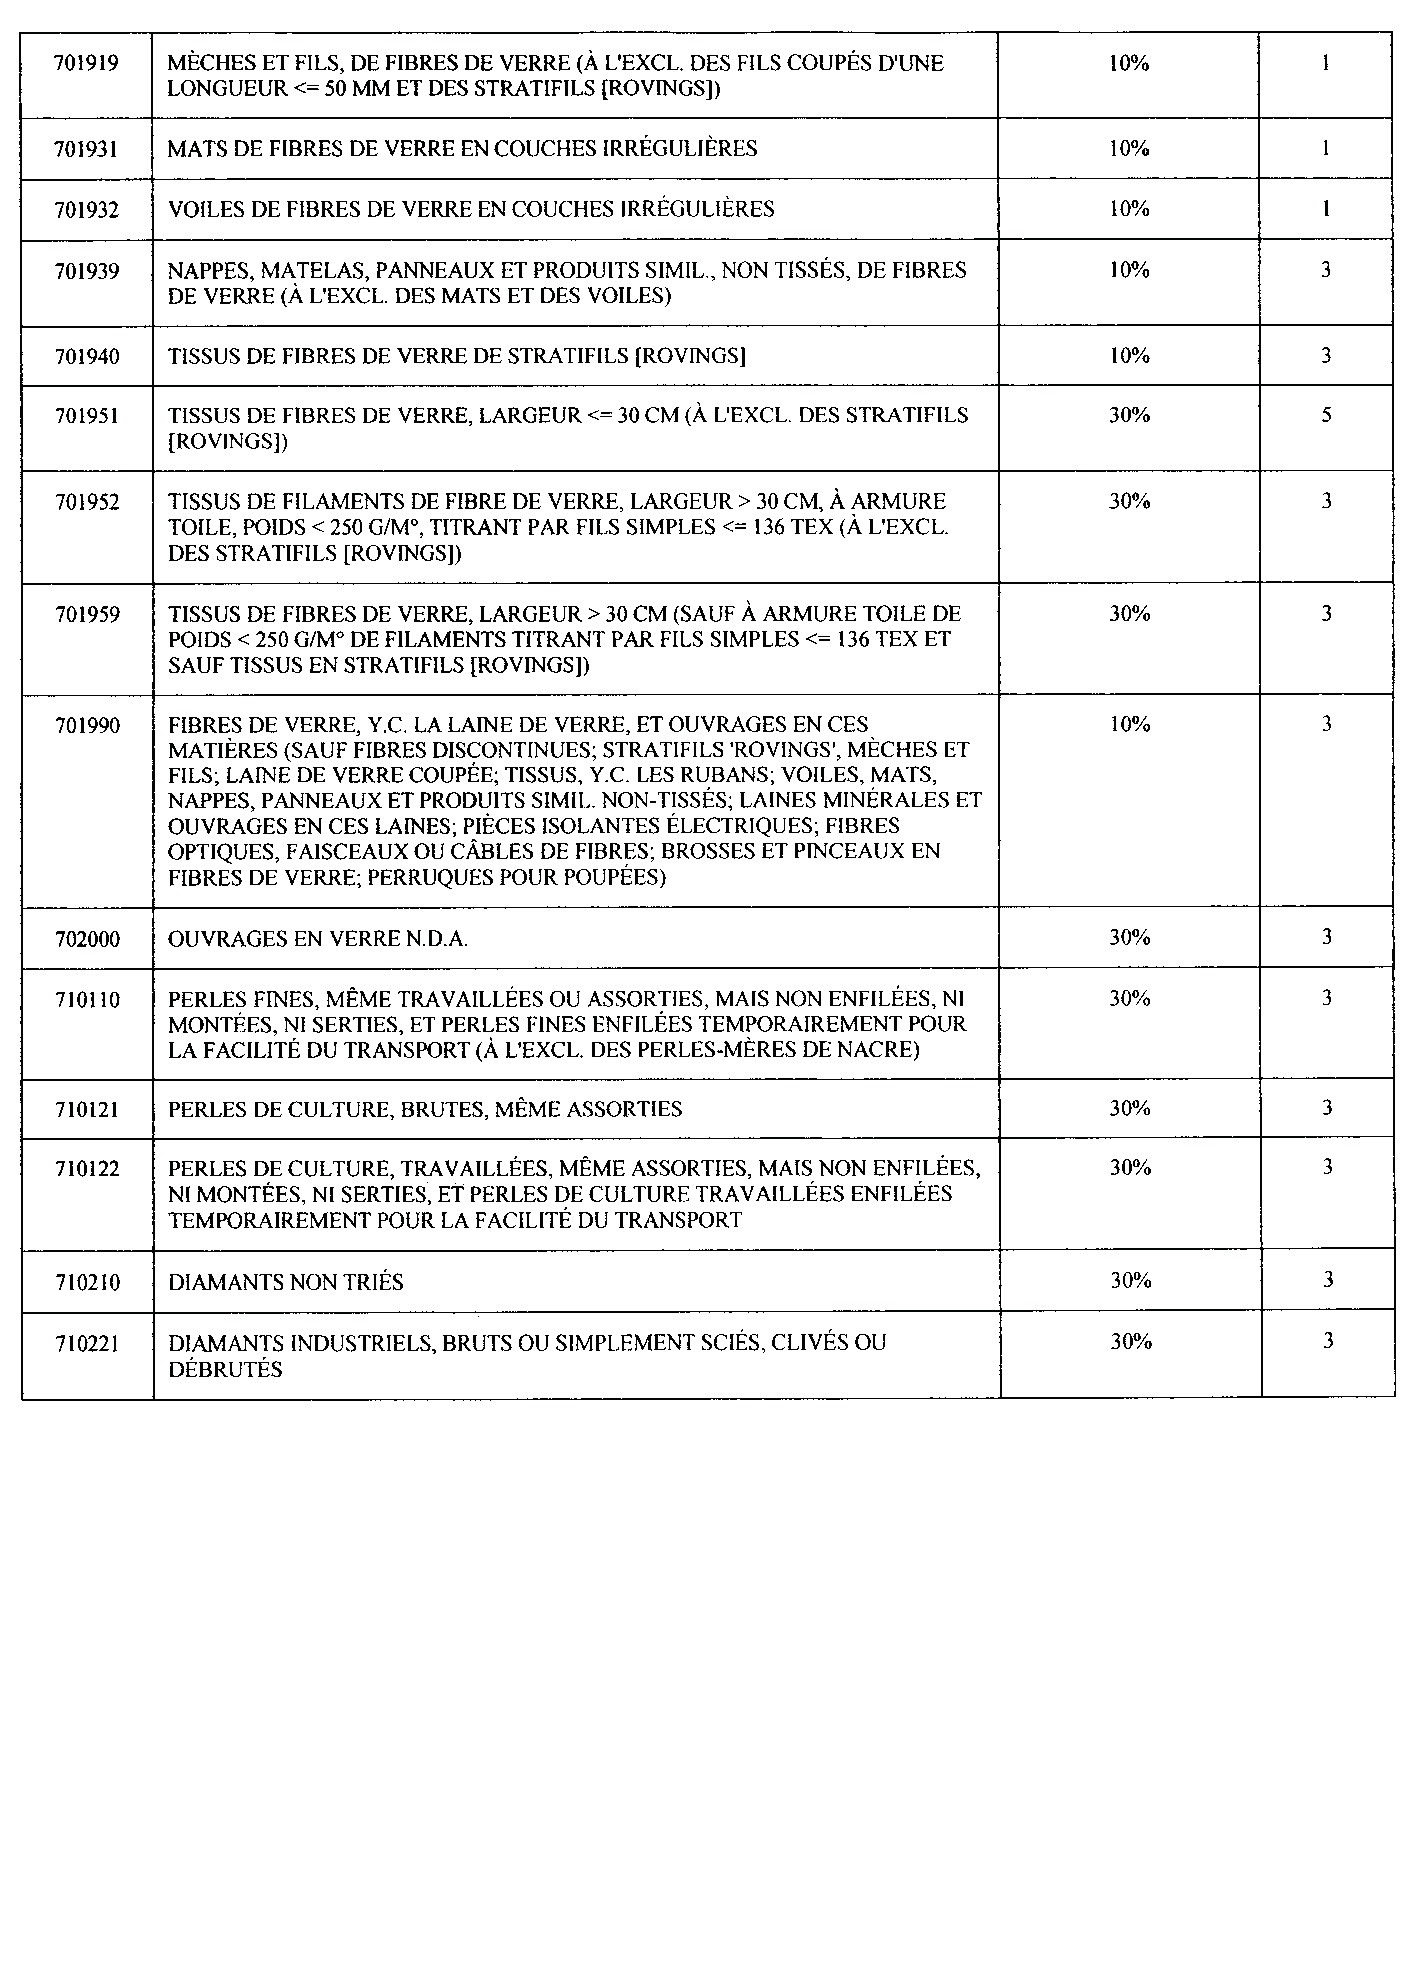 701919 MÈCHES ET FILS, DE FIBRES DE VERRE (À L'EXCL. DES FILS COUPÉS D'UNE 10% 1
LONGUEUR <= 50 MM ET DES STRATIFILS [ROVINGS])
701931 MATS DE FIBRES DE VERRE EN COUCHES IRRÉGULIÈRES 10% 1
701932 VOILES DE FIBRES DE VERRE EN COUCHES IRRÉGULIÈRES 10% 1
701939 NAPPES, MATELAS, PANNEAUX ET PRODUITS SIMIL., NON TISSÉS, DE FIBRES 10% 3
DE VERRE (À L'EXCL. DES MATS ET DES VOILES)
701940 TISSUS DE FIBRES DE VERRE DE STRATIFILS [ROVINGS] 10% 3
701951 TISSUS DE FIBRES DE VERRE, LARGEUR <= 30 CM (À L'EXCL. DES STRATIFILS 30% 5
[ROVINGS])
701952 TISSUS DE FILAMENTS DE FIBRE DE VERRE, LARGEUR > 30 CM, À ARMURE 30% 3
TOILE, POIDS < 250 G/M°, TITRANT PAR FILS SIMPLES <= 136 TEX (À L'EXCL.
DES STRATIFILS [ROVINGS])
701959 TISSUS DE FIBRES DE VERRE, LARGEUR > 30 CM (SAUF À ARMURE TOILE DE 30% 3
POIDS < 250 G/M° DE FILAMENTS TITRANT PAR FILS SIMPLES <= 136 TEX ET
SAUF TISSUS EN STRATIFILS [ROVINGS])
701990 FIBRES DE VERRE, Y.C. LA LAINE DE VERRE, ET OUVRAGES EN CES 10% 3
MATIÈRES (SAUF FIBRES DISCONTINUES; STRATIFILS 'ROVINGS', MÈCHES ET
FILS; LAINE DE VERRE COUPÉE; TISSUS, Y.C. LES RUBANS; VOILES, MATS,
NAPPES, PANNEAUX ET PRODUITS SIMIL. NON-TISSÉS; LAINES MINÉRALES ET
OUVRAGES EN CES LAINES; PIÈCES ISOLANTES ÉLECTRIQUES; FIBRES
OPTIQUES, FAISCEAUX OU CÂBLES DE FIBRES; BROSSES ET PINCEAUX EN
FIBRES DE VERRE; PERRUQUES POUR POUPÉES)
702000 OUVRAGES EN VERRE N.D.A. 30% 3
710110 PERLES FINES, MÊME TRAVAILLÉES OU ASSORTIES, MAIS NON ENFILÉES, NI 30% 3
MONTÉES, NI SERTIES, ET PERLES FINES ENFILÉES TEMPORAIREMENT POUR
LA FACILITÉ DU TRANSPORT (À L'EXCL. DES PERLES-MÈRES DE NACRE)
710121 PERLES DE CULTURE, BRUTES, MÊME ASSORTIES 30% 3
710122 PERLES DE CULTURE, TRAVAILLÉES, MÊME ASSORTIES, MAIS NON ENFILÉES, 30% 3
NI MONTÉES, NI SERTIES, ET PERLES DE CULTURE TRAVAILLÉES ENFILÉES
TEMPORAIREMENT POUR LA FACILITÉ DU TRANSPORT
710210 DIAMANTS NON TRIÉS 30% 3
710221 DIAMANTS INDUSTRIELS, BRUTS OU SIMPLEMENT SCIÉS, CLIVÉS OU 30% 3
DÉBRUTÉS